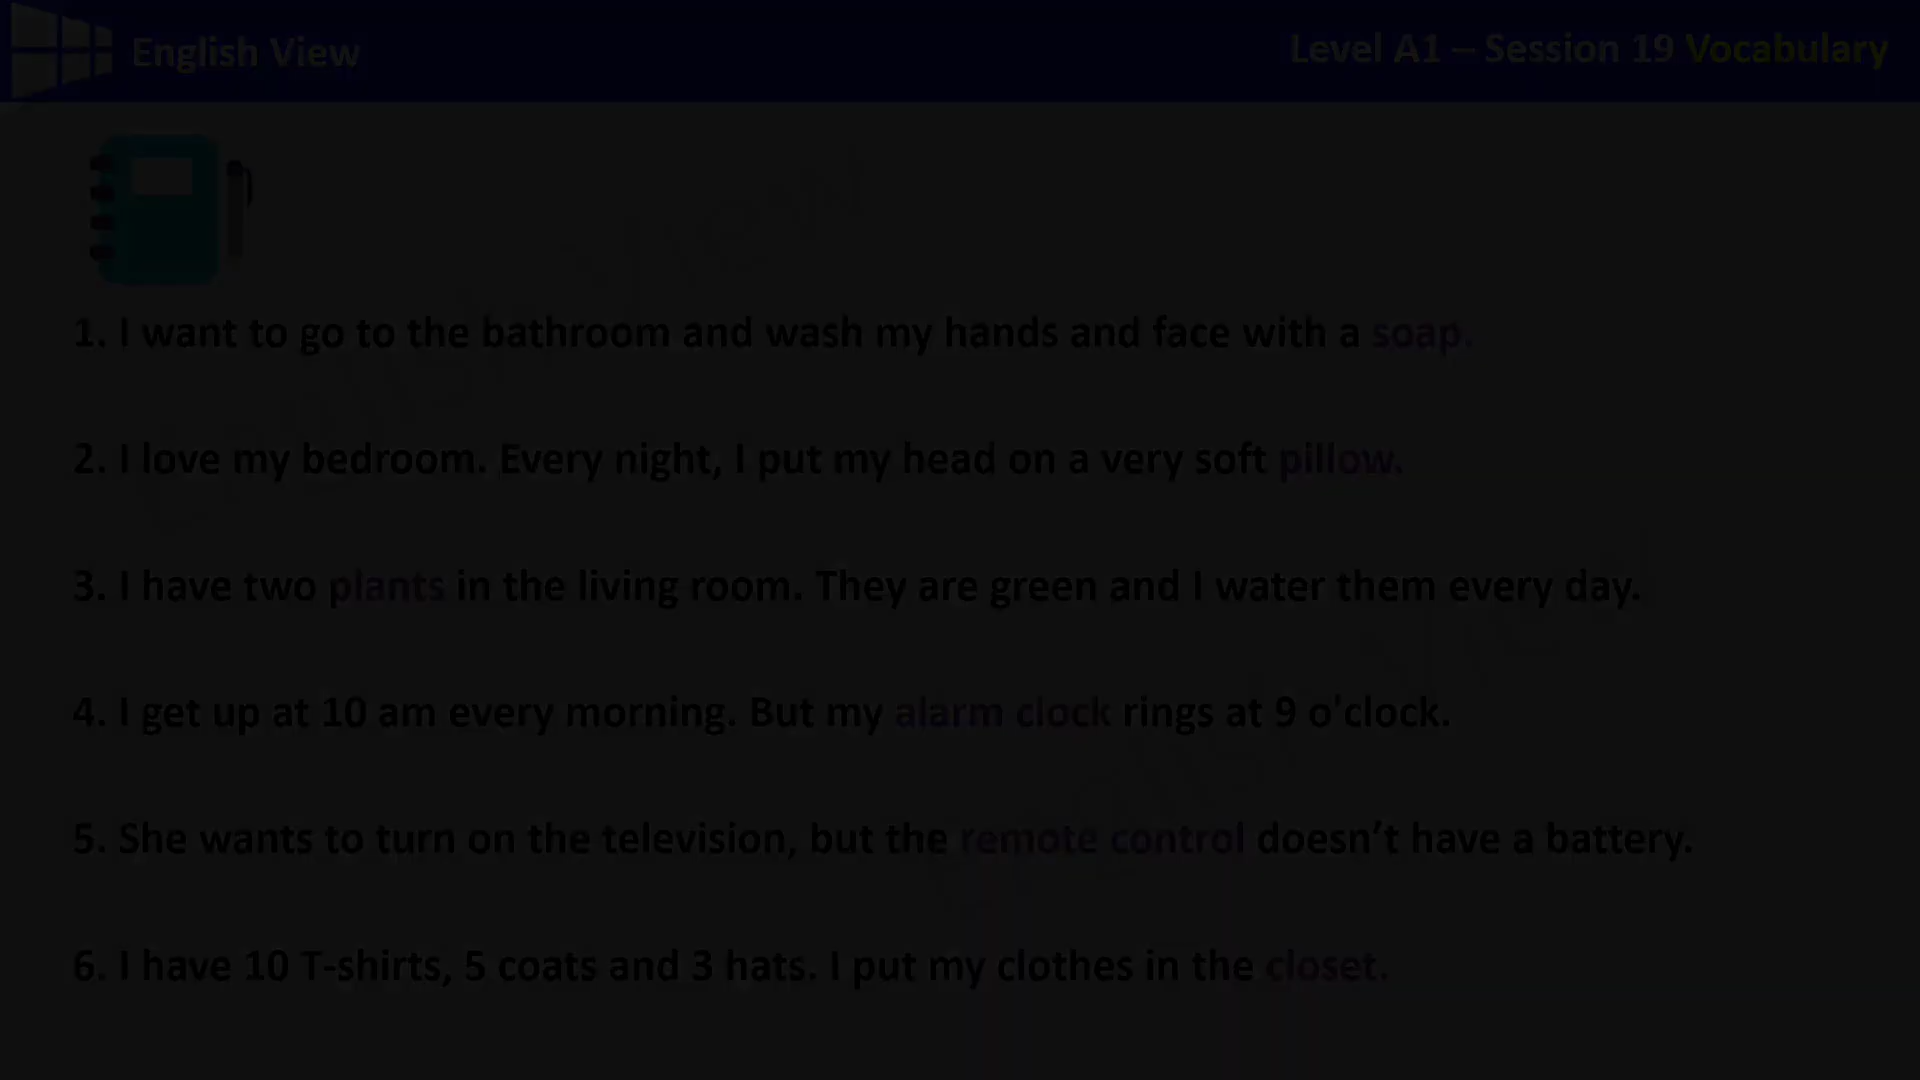 English View
Level A1 – Session 19 Vocabulary
English View
1. I want to go to the bathroom and wash my hands and face with a soap.
2. I love my bedroom. Every night, I put my head on a very soft pillow.
3. I have two plants in the living room. They are green and I water them every day.
4. I get up at 10 am every morning. But my alarm clock rings at 9 o'clock.
English View
5. She wants to turn on the television, but the remote control doesn’t have a battery.
6. I have 10 T-shirts, 5 coats and 3 hats. I put my clothes in the closet.